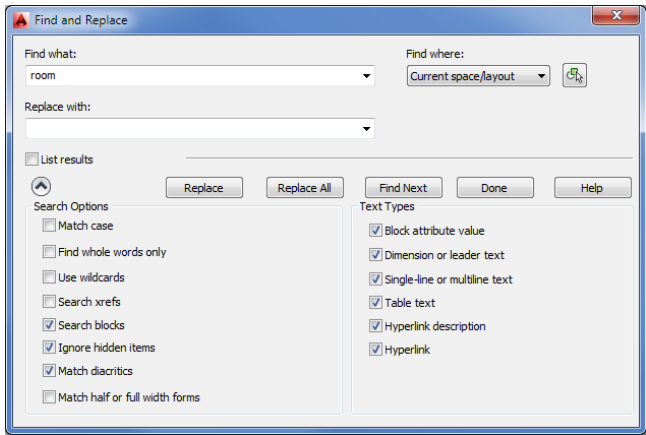 Find and Replace
Find what:
Find where:
room
Current space/layout
Replace with:
List results
Replace
Replace All
Find Next
Done
Help
Search Options
Match case
Find whole words only
Use wildcards
Search xrefs
Search blocks
Ignore hidden items
Match diacritics
Match half or full width forms
Text Types
Block attribute value
Dimension or leader text
Single-line or multiline text
Table text
Hyperlink description
Hyperlink